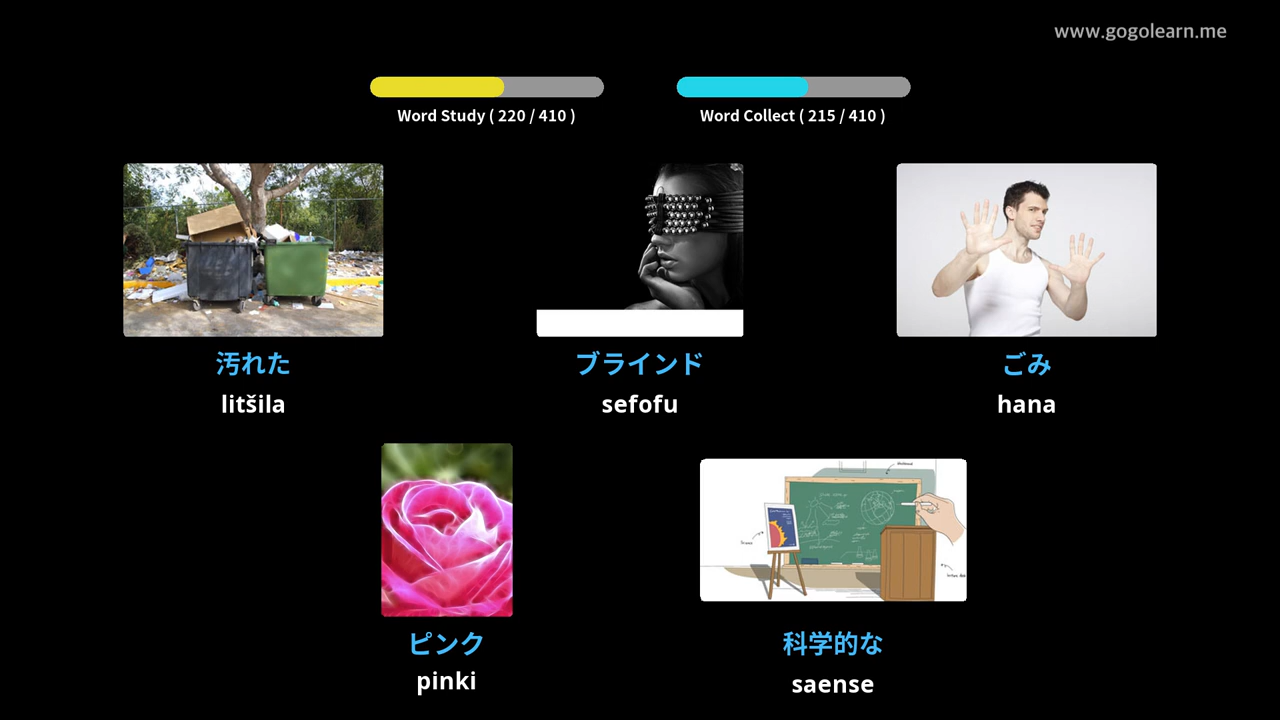 www.gogolearn.me
Word Study ( 220 / 410 )
Word Collect ( 215 / 410 )
汚れた
litšila
ブラインド
sefofu
ごみ
hana
ピンク
pinki
科学的な
saense